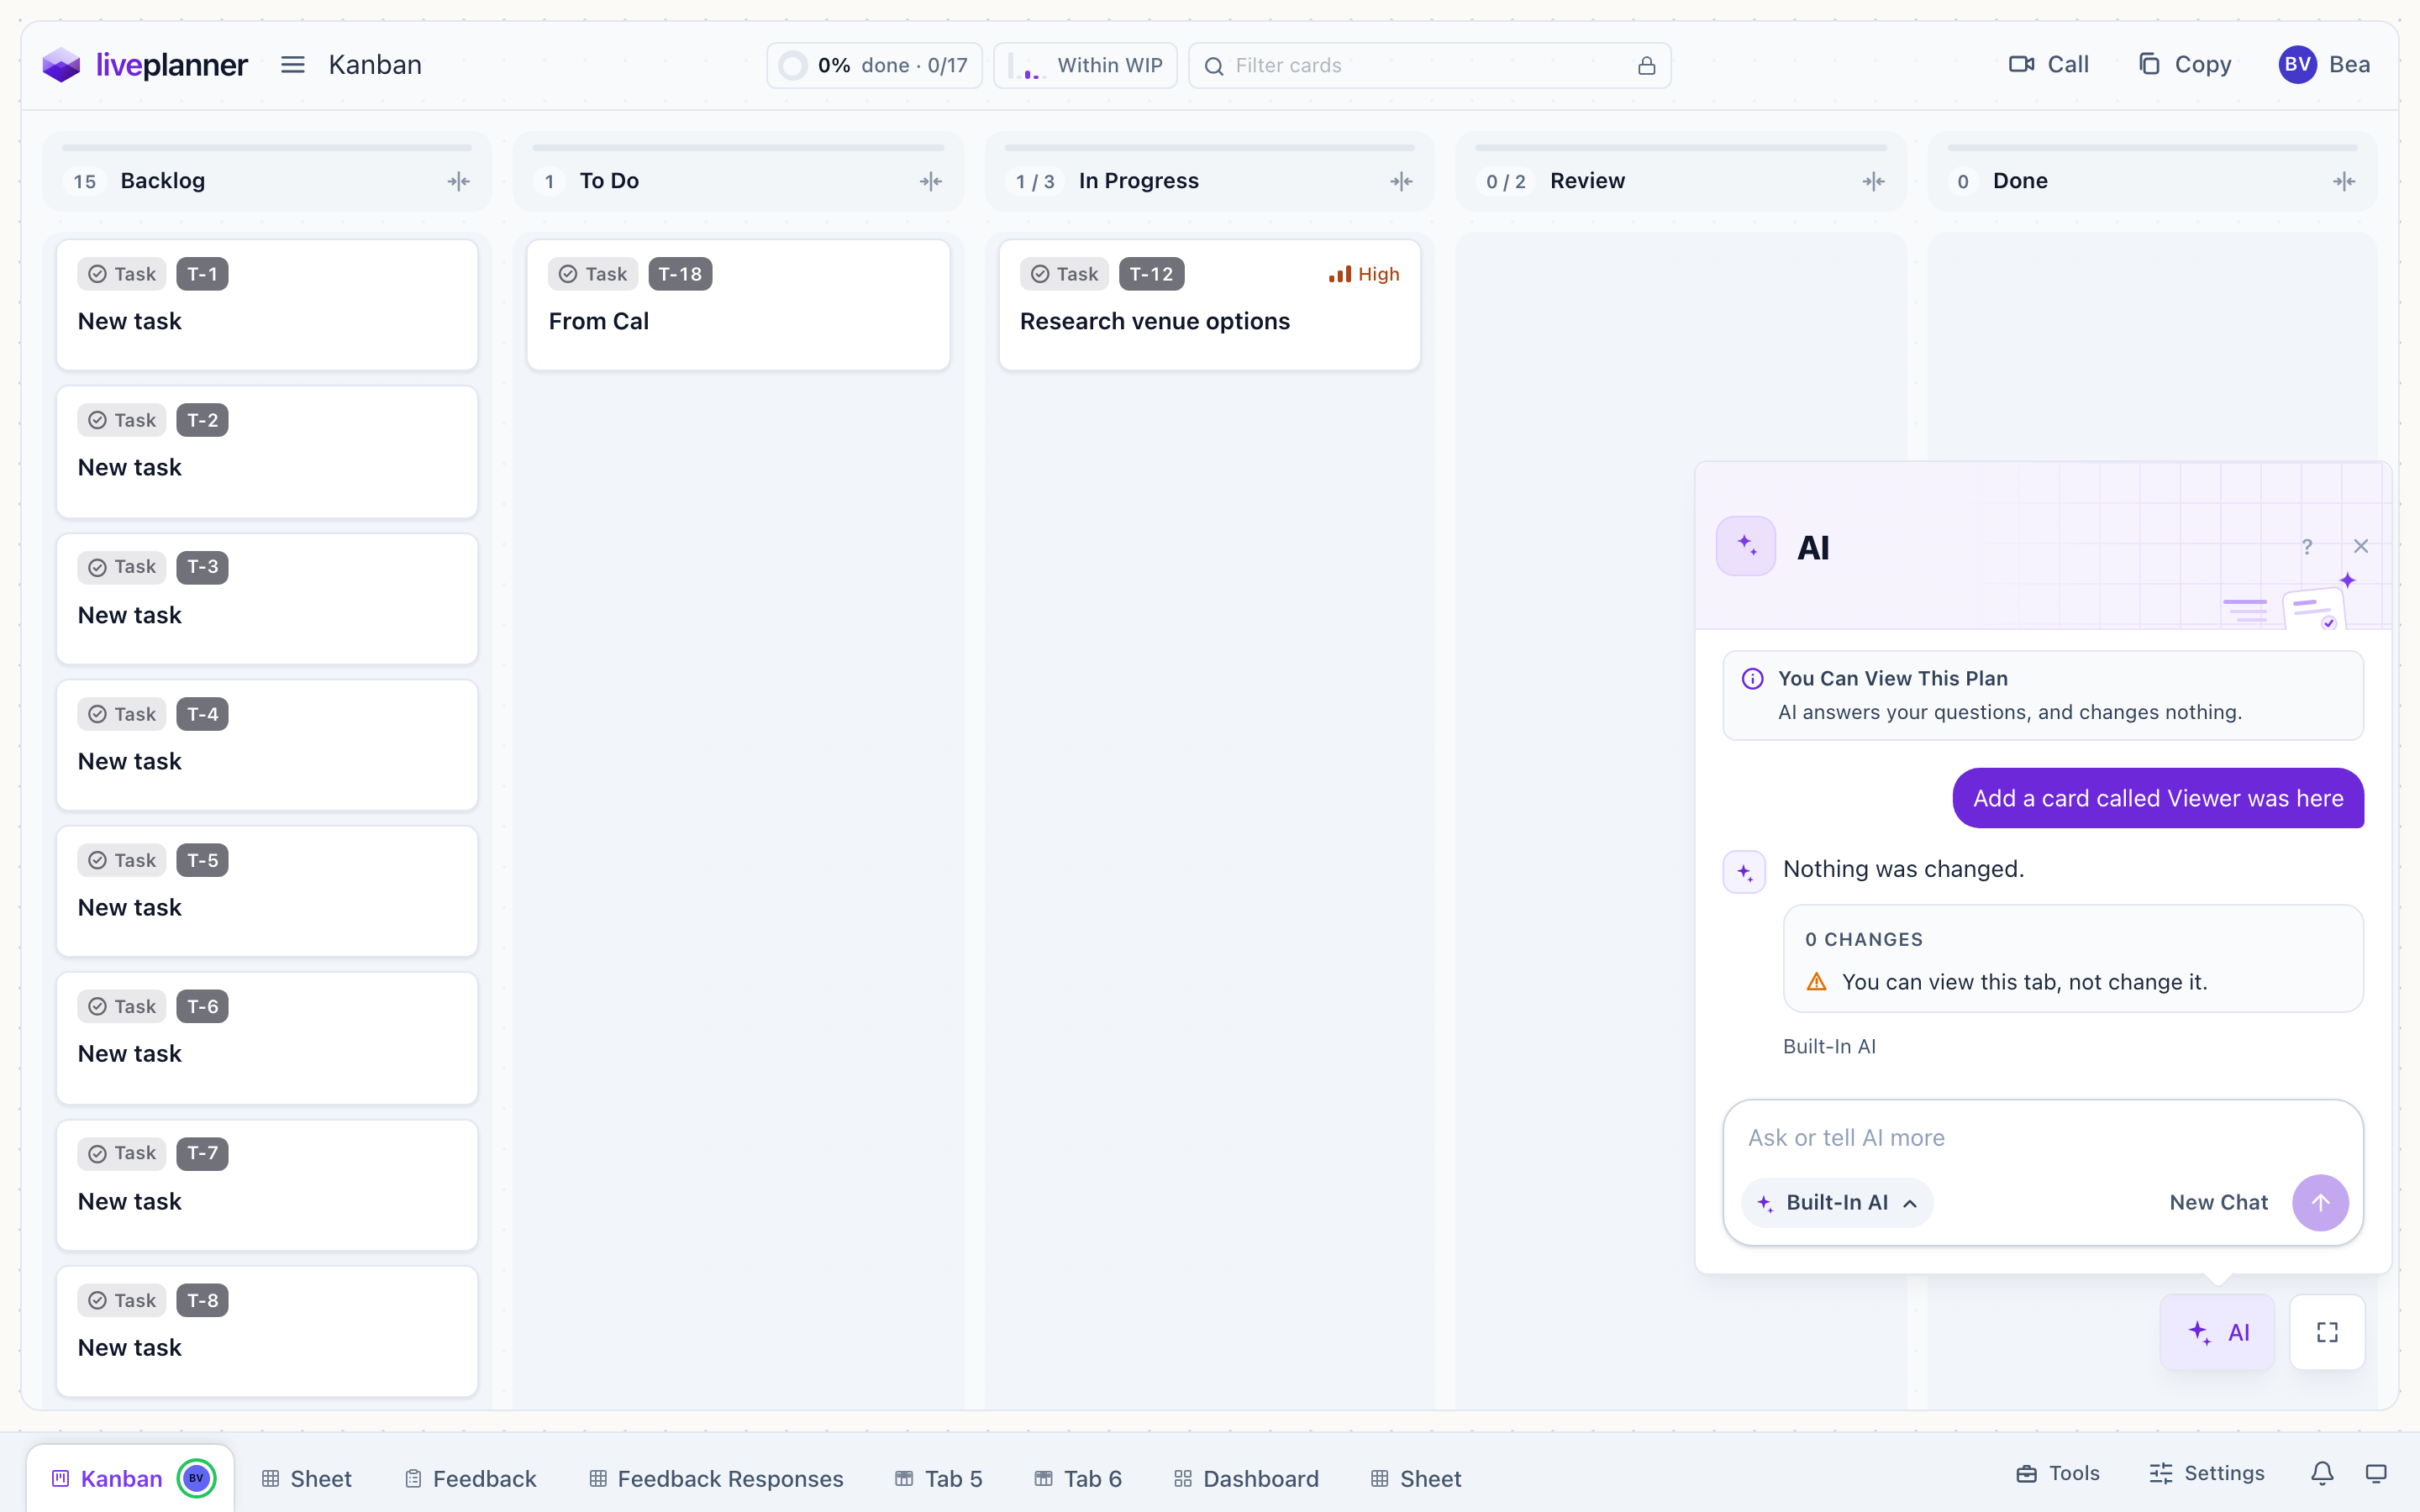 liveplanner Kanban 0% done · 0/17 Within WIP Filter cards Call Copy BV Bea
15 Backlog 1 To Do 1 / 3 In Progress 0 / 2 Review 0 Done
Task T-1
New task
Task T-2
New task
Task T-3
New task
Task T-4
New task
Task T-5
New task
Task T-6
New task
Task T-7
New task
Task T-8
New task
Task T-18
From Cal
Task T-12 High
Research venue options
AI ?
You Can View This Plan
AI answers your questions, and changes nothing.
Add a card called Viewer was here
Nothing was changed.
0 CHANGES
You can view this tab, not change it.
Built-In AI
Ask or tell AI more
Built-In AI New Chat
AI
Kanban BV Sheet Feedback Feedback Responses Tab 5 Tab 6 Dashboard Sheet Tools Settings